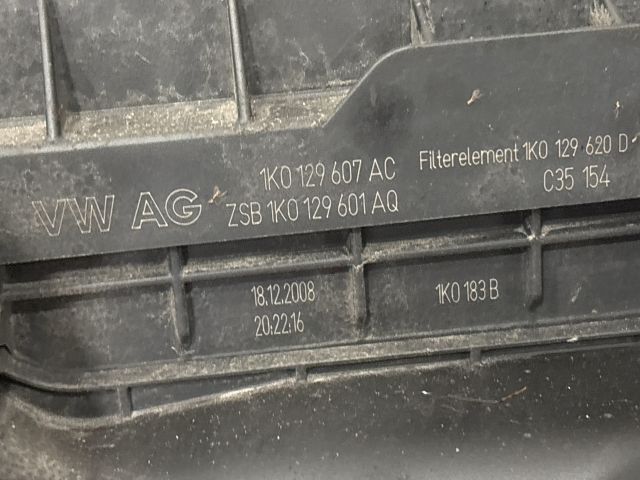 VW AG
1K0 129 607 AC
ZSB 1K0 129 601 AQ
Filterelement 1K0 129 620 D
C35 154
18.12.2008
20:22:16
1K0 183 B